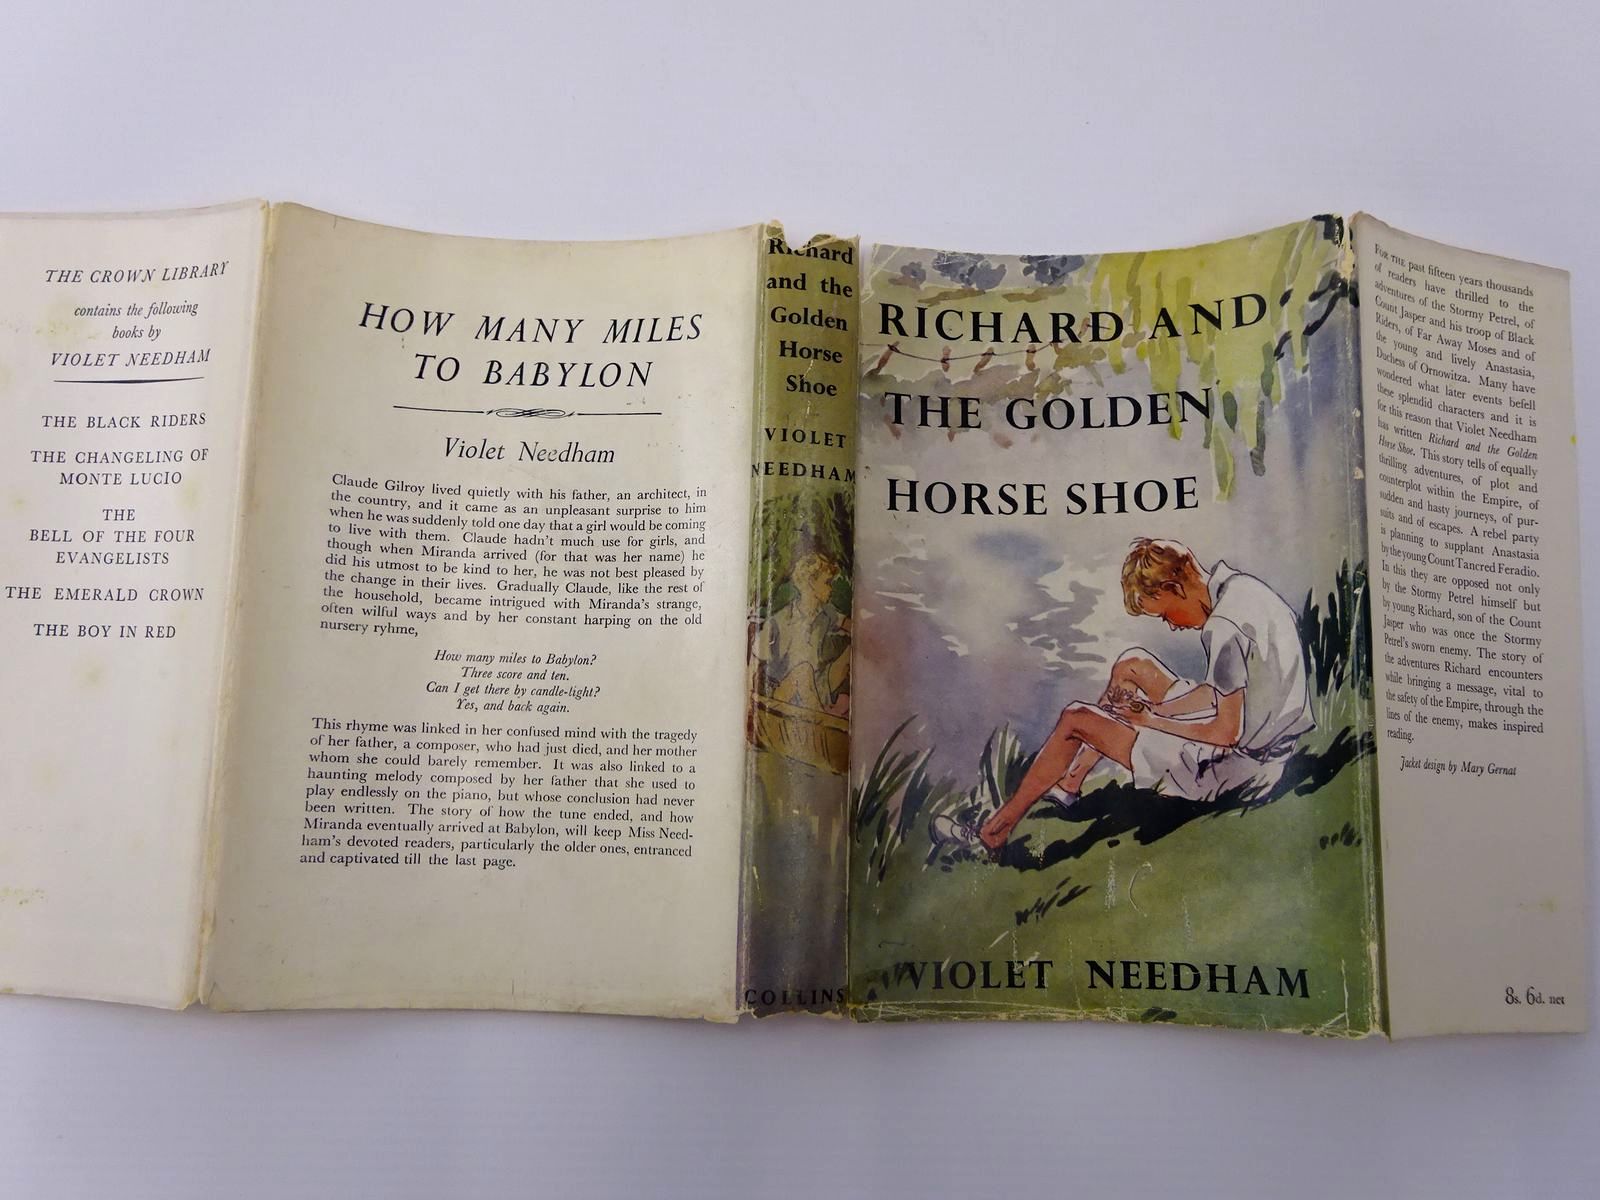 THE CROWN LIBRARY
contains the following
books by
VIOLET NEEDHAM
THE BLACK RIDERS
THE CHANGELING OF
MONTE LUCIO
THE
BELL OF THE FOUR
EVANGELISTS
THE EMERALD CROWN
THE BOY IN RED
HOW MANY MILES
TO BABYLON
Violet Needham
Claude Gilroy lived quietly with his father, an architect, in
the country, and it came as an unpleasant surprise to him
when he was suddenly told one day that a girl would be coming
to live with them. Claude hadn't much use for girls, and
though when Miranda arrived (for that was her name) he
did his utmost to be kind to her, he was not best pleased by
the change in their lives. Gradually Claude, like the rest of
the household, became intrigued with Miranda's strange,
often wilful ways and by her constant harping on the old
nursery ryhme,
How many miles to Babylon?
Three score and ten.
Can I get there by candle-light?
Yes, and back again.
This rhyme was linked in her confused mind with the tragedy
of her father, a composer, who had just died, and her mother
whom she could barely remember. It was also linked to a
haunting melody composed by her father that she used to
play endlessly on the piano, but whose conclusion had never
been written. The story of how the tune ended, and how
Miranda eventually arrived at Babylon, will keep Miss Need-
ham's devoted readers, particularly the older ones, entranced
and captivated till the last page.
Richard
and the
Golden
Horse
Shoe
VIOLET
NEEDHAM
COLLINS
RICHARD AND
THE GOLDEN
HORSE SHOE
VIOLET NEEDHAM
FOR THE past fifteen years thousands
of readers have thrilled to the
adventures of the Stormy Petrel, of
Count Jasper and his troop of Black
Riders, of Far Away Moses and of
the young and lively Anastasia,
Duchess of Ornowitza. Many have
wondered what later events befell
these splendid characters and it is
for this reason that Violet Needham
has written Richard and the Golden
Horse Shoe. This story tells of equally
thrilling adventures, of plot and
counterplot within the Empire, of
sudden and hasty journeys, of pur-
suits and of escapes. A rebel party
is planning to supplant Anastasia
by the young Count Tancred Feradio.
In this they are opposed not only
by the Stormy Petrel himself but
by young Richard, son of the Count
Jasper who was once the Stormy
Petrel's sworn enemy. The story of
the adventures Richard encounters
while bringing a message, vital to
the safety of the Empire, through the
lines of the enemy, makes inspired
reading.
Jacket design by Mary Gernat
8s. 6d. net